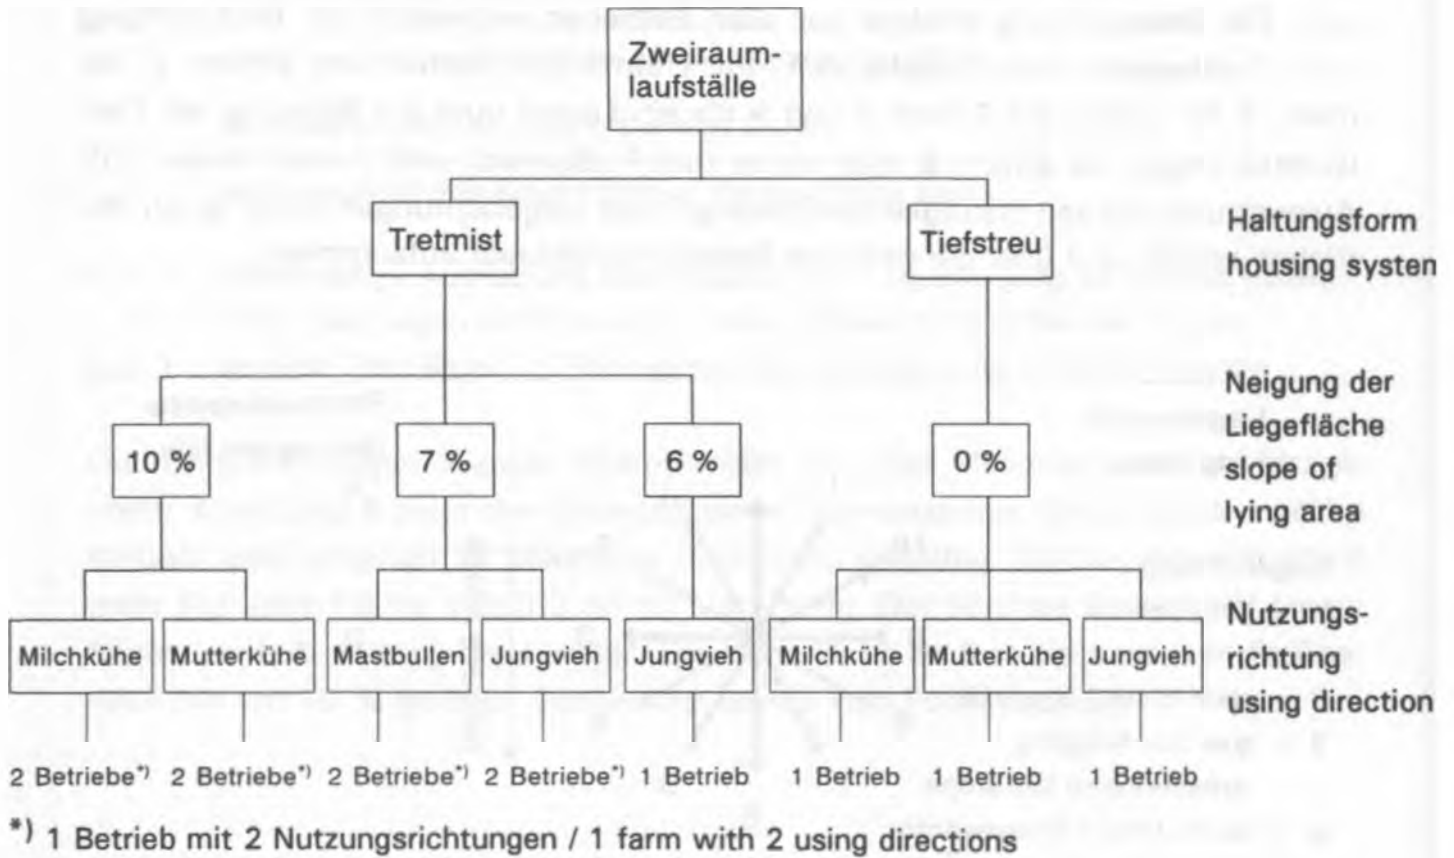 Zweiraum-
laufställe
Tretmist
Tiefstreu
Haltungsform
housing systen
10 %
7 %
6 %
0 %
Neigung der
Liegefläche
slope of
lying area
Milchkühe
Mutterkühe
Mastbullen
Jungvieh
Jungvieh
Milchkühe
Mutterkühe
Jungvieh
Nutzungs-
richtung
using direction
2 Betriebe*)
2 Betriebe*)
2 Betriebe*)
2 Betriebe*)
1 Betrieb
1 Betrieb
1 Betrieb
1 Betrieb
*) 1 Betrieb mit 2 Nutzungsrichtungen / 1 farm with 2 using directions